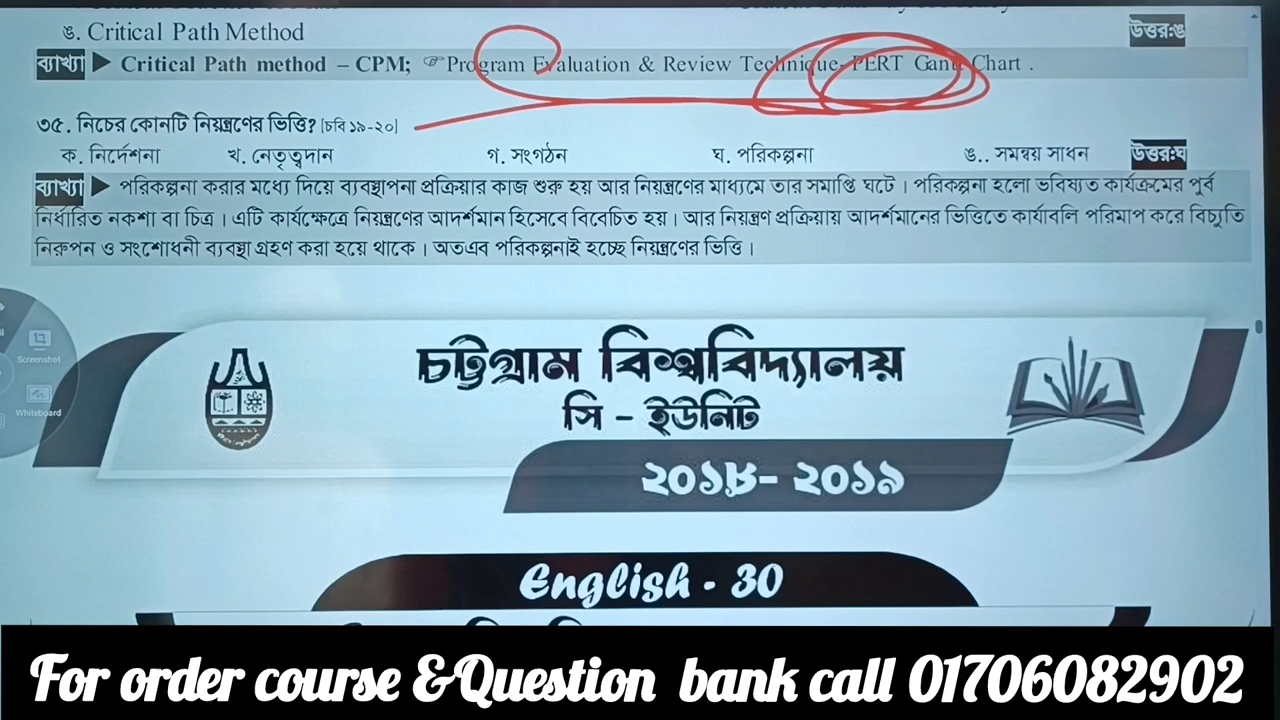 ঙ. Critical Path Method উত্তর:ঙ
ব্যাখ্যা ▶ Critical Path method – CPM; ☞Program Evaluation & Review Technique- PERT Gantt Chart .
৩৫. নিচের কোনটি নিয়ন্ত্রণের ভিত্তি? [চবি ১৯-২০]
ক. নির্দেশনা খ. নেতৃত্বদান গ. সংগঠন ঘ. পরিকল্পনা ঙ.. সমন্বয় সাধন উত্তর:ঘ
ব্যাখ্যা ▶ পরিকল্পনা করার মধ্যে দিয়ে ব্যবস্থাপনা প্রক্রিয়ার কাজ শুরু হয় আর নিয়ন্ত্রণের মাধ্যমে তার সমাপ্তি ঘটে । পরিকল্পনা হলো ভবিষ্যত কার্যক্রমের পূর্ব
নির্ধারিত নকশা বা চিত্র । এটি কার্যক্ষেত্রে নিয়ন্ত্রণের আদর্শমান হিসেবে বিবেচিত হয় । আর নিয়ন্ত্রণ প্রক্রিয়ায় আদর্শমানের ভিত্তিতে কার্যাবলি পরিমাপ করে বিচ্যুতি
নিরুপন ও সংশোধনী ব্যবস্থা গ্রহণ করা হয়ে থাকে । অতএব পরিকল্পনাই হচ্ছে নিয়ন্ত্রণের ভিত্তি ।
Screenshot
Whiteboard
চট্টগ্রাম বিশ্ববিদ্যালয়
সি - ইউনিট
২০১৮- ২০১৯
English - 30
For order course &Question bank call 01706082902